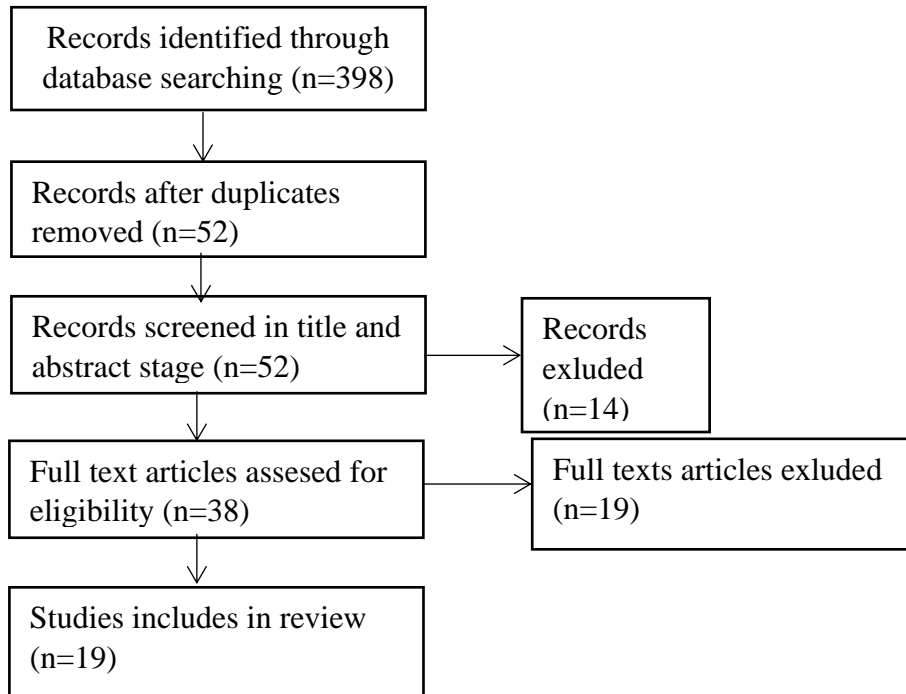 Records identified through
database searching (n=398)
Records after duplicates
removed (n=52)
Records screened in title and
abstract stage (n=52)
Records
exluded
(n=14)
Full text articles assesed for
eligibility (n=38)
Full texts articles exluded
(n=19)
Studies includes in review
(n=19)